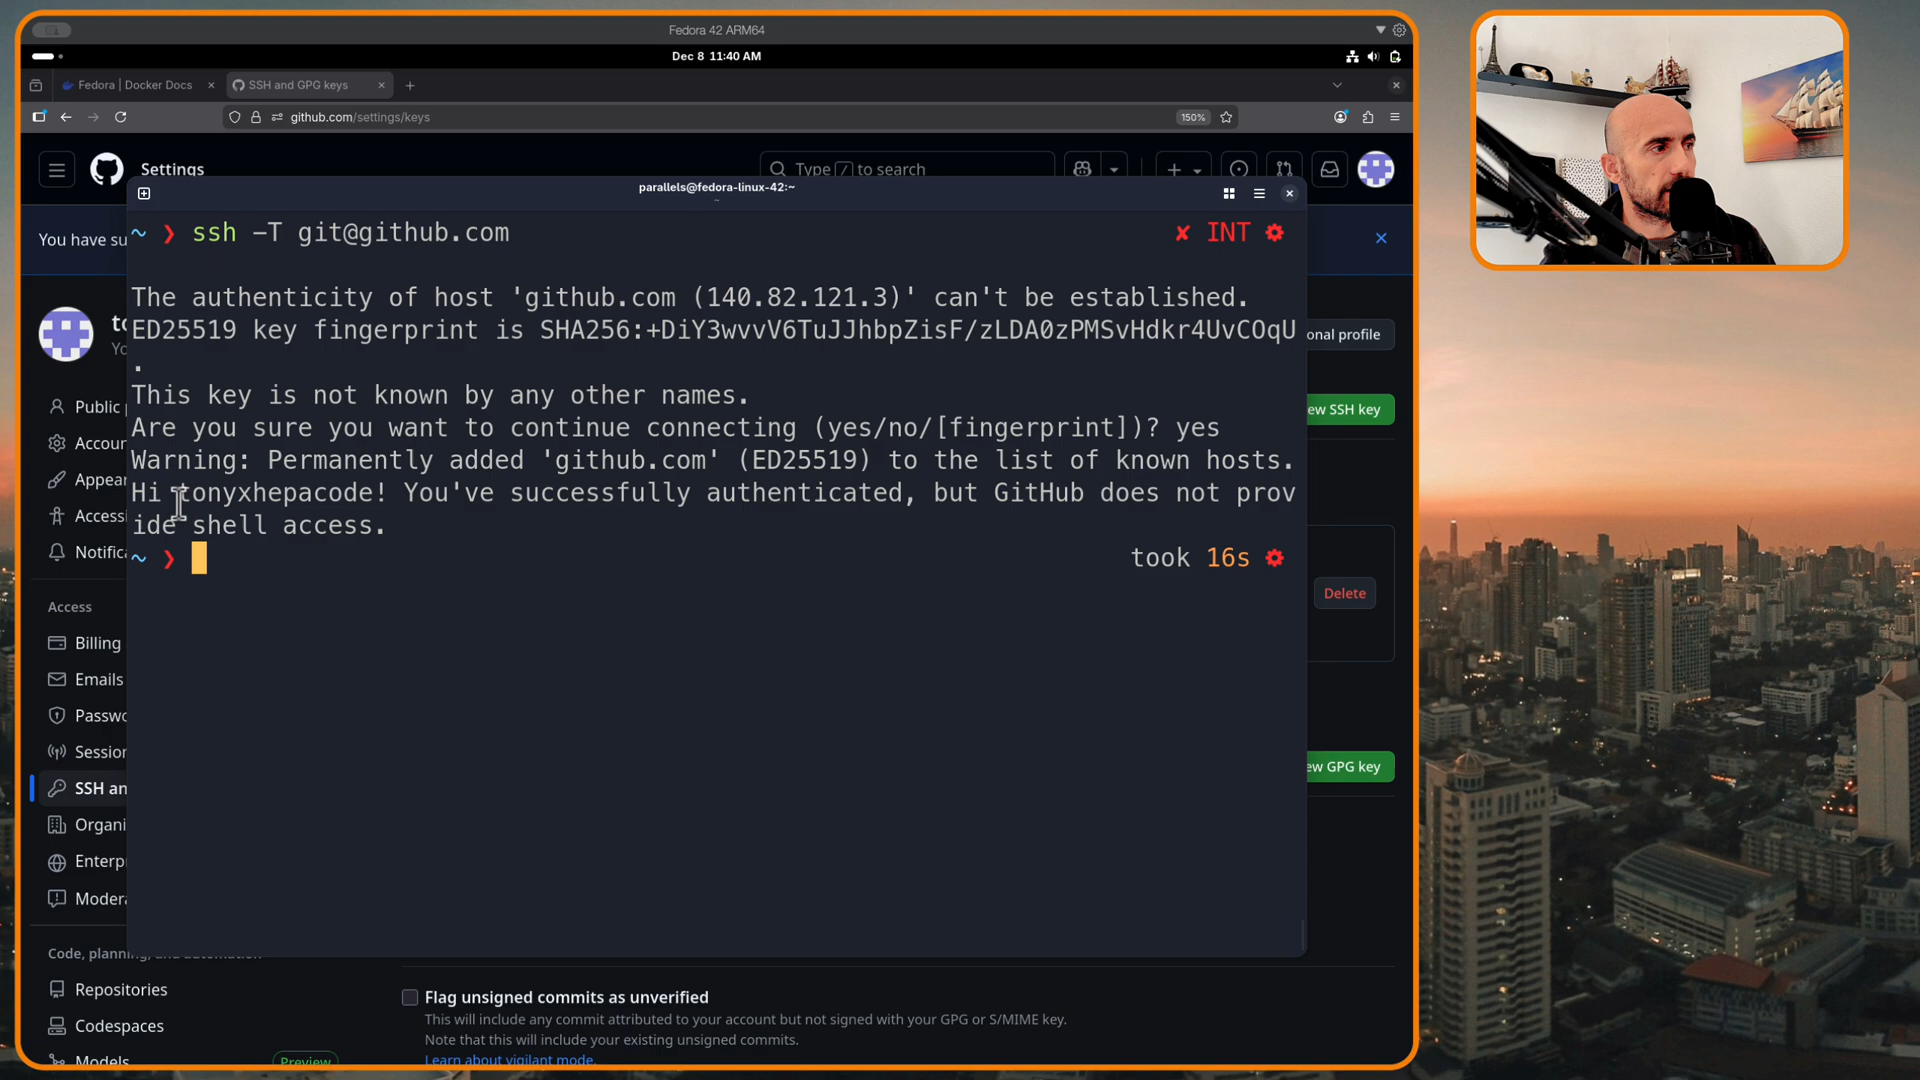 Fedora 42 ARM64
Dec 8 11:40 AM
Fedora | Docker Docs
SSH and GPG keys
github.com/settings/keys
150%
Settings
Type / to search
parallels@fedora-linux-42:~
~
You have su
~ ❯ ssh -T git@github.com
✘ INT
The authenticity of host 'github.com (140.82.121.3)' can't be established.
ED25519 key fingerprint is SHA256:+DiY3wvvV6TuJJhbpZisF/zLDA0zPMSvHdkr4UvCOqU
.
This key is not known by any other names.
Are you sure you want to continue connecting (yes/no/[fingerprint])? yes
Warning: Permanently added 'github.com' (ED25519) to the list of known hosts.
Hi tonyxhepacode! You've successfully authenticated, but GitHub does not prov
ide shell access.
~ ❯
took 16s
to
Yo
onal profile
Public
Accour
ew SSH key
Appear
Accessi
Notifica
Delete
Access
Billing
Emails
Passwo
Session
SSH an
ew GPG key
Organi
Enterp
Modera
Code, planning, and automation
Repositories
Codespaces
Models
Preview
Flag unsigned commits as unverified
This will include any commit attributed to your account but not signed with your GPG or S/MIME key.
Note that this will include your existing unsigned commits.
Learn about vigilant mode.